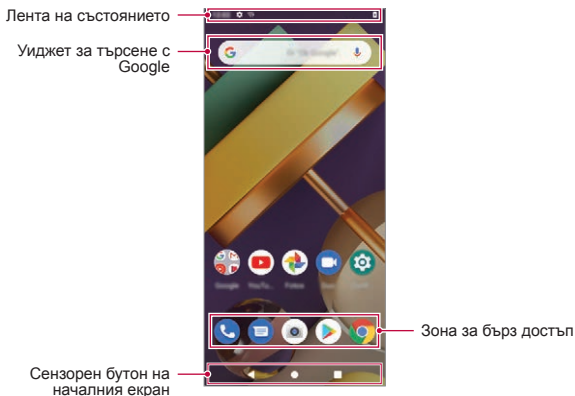 Лента на състоянието
Уиджет за търсене с
Google
Зона за бърз достъп
Сензорен бутон на
началния екран